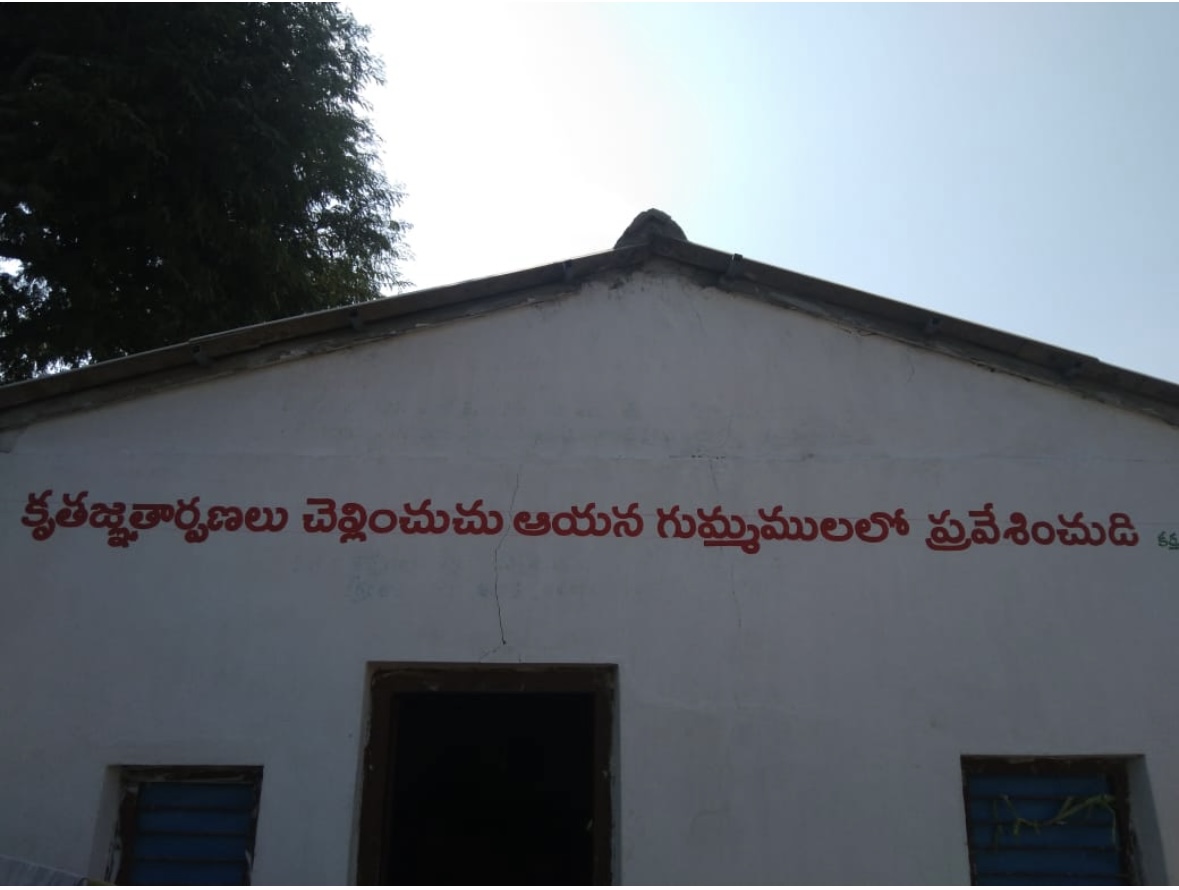 కృతజ్ఞతార్పణలు చెల్లించుచు ఆయన గుమ్మములలో ప్రవేశించుడి